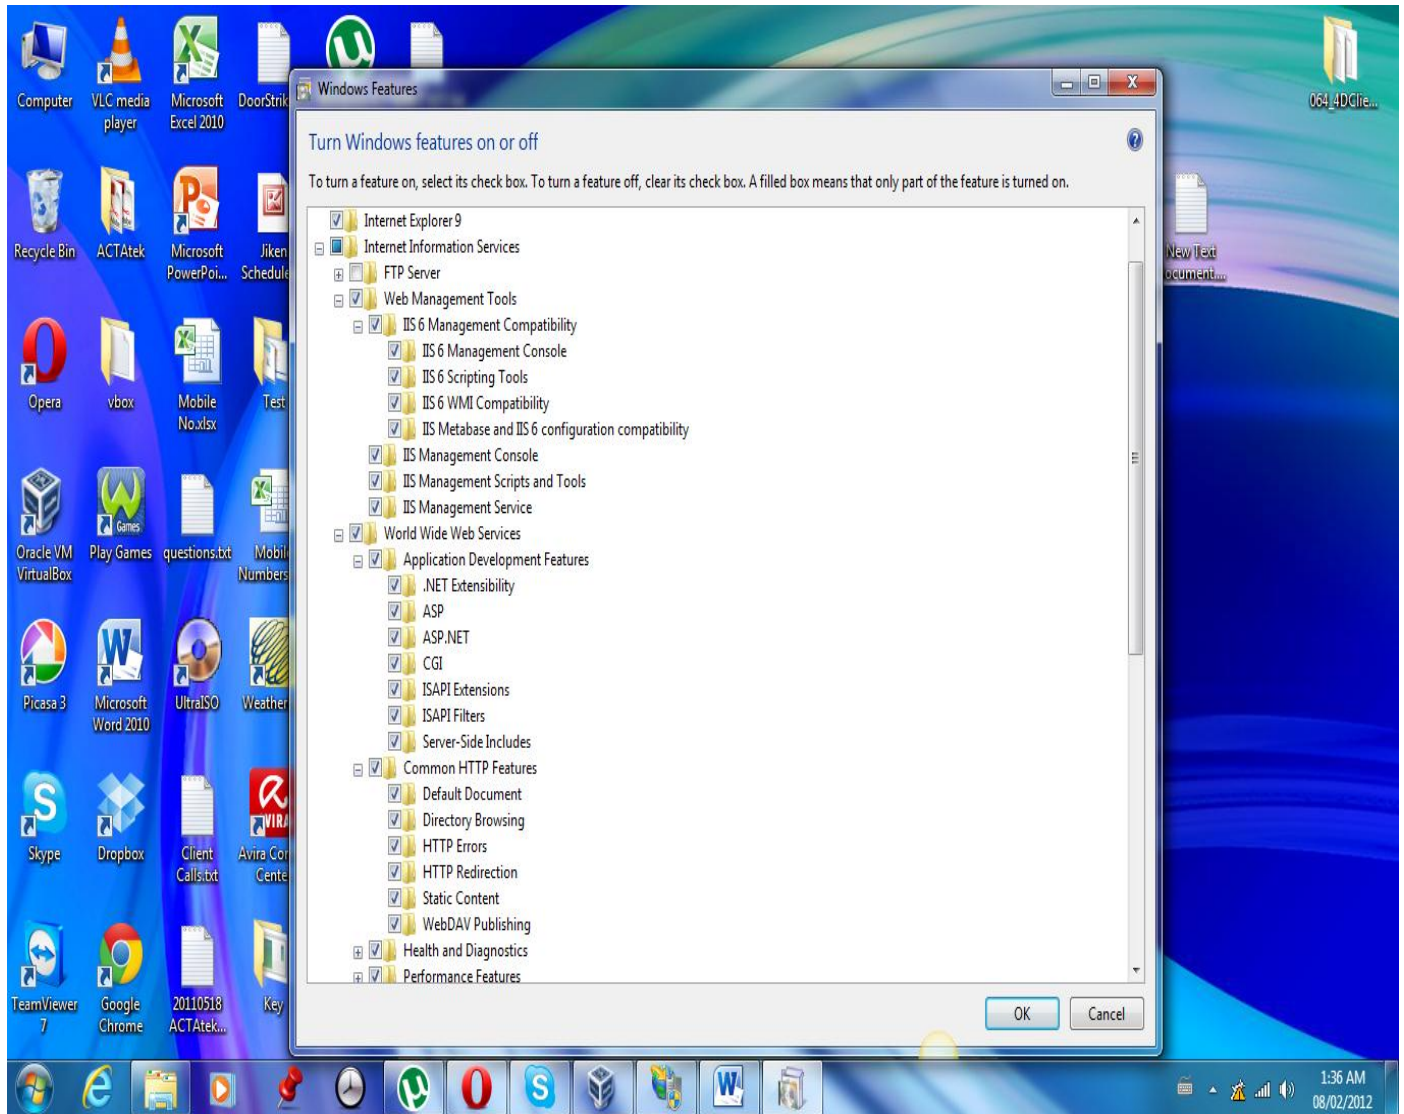 Computer
VLC media
player
Microsoft
Excel 2010
DoorStrik
Recycle Bin
ACTAtek
Microsoft
PowerPoi...
Jiken
Schedule
Opera
vbox
Mobile
No.xlsx
Test
Oracle VM
VirtualBox
Games
Play Games
questions.txt
Mobil
Numbers
Picasa 3
Microsoft
Word 2010
UltraISO
Weather
Skype
Dropbox
Client
Calls.txt
AVIRA
Avira Con
Cente
TeamViewer
7
Google
Chrome
20110518
ACTAtek...
Key
Windows Features
Turn Windows features on or off
To turn a feature on, select its check box. To turn a feature off, clear its check box. A filled box means that only part of the feature is turned on.
Internet Explorer 9
Internet Information Services
FTP Server
Web Management Tools
IIS 6 Management Compatibility
IIS 6 Management Console
IIS 6 Scripting Tools
IIS 6 WMI Compatibility
IIS Metabase and IIS 6 configuration compatibility
IIS Management Console
IIS Management Scripts and Tools
IIS Management Service
World Wide Web Services
Application Development Features
.NET Extensibility
ASP
ASP.NET
CGI
ISAPI Extensions
ISAPI Filters
Server-Side Includes
Common HTTP Features
Default Document
Directory Browsing
HTTP Errors
HTTP Redirection
Static Content
WebDAV Publishing
Health and Diagnostics
Performance Features
OK
Cancel
064_4DClie...
New Text
ocument....
1:36 AM
08/02/2012